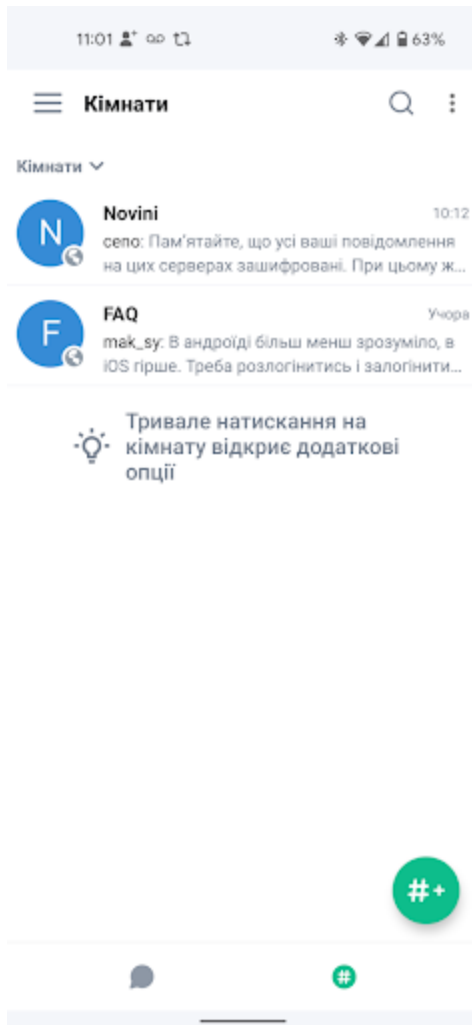 11:01 63%
Кімнати
Кімнати
N Novini 10:12
сепо: Пам'ятайте, що усі ваші повідомлення
на цих серверах зашифровані. При цьому ж...
F FAQ Учора
mak_sy: В андроїді більш менш зрозуміло, в
iOS гірше. Треба розлогінитись і залогінити...
Тривале натискання на
кімнату відкриє додаткові
опції
#+
#